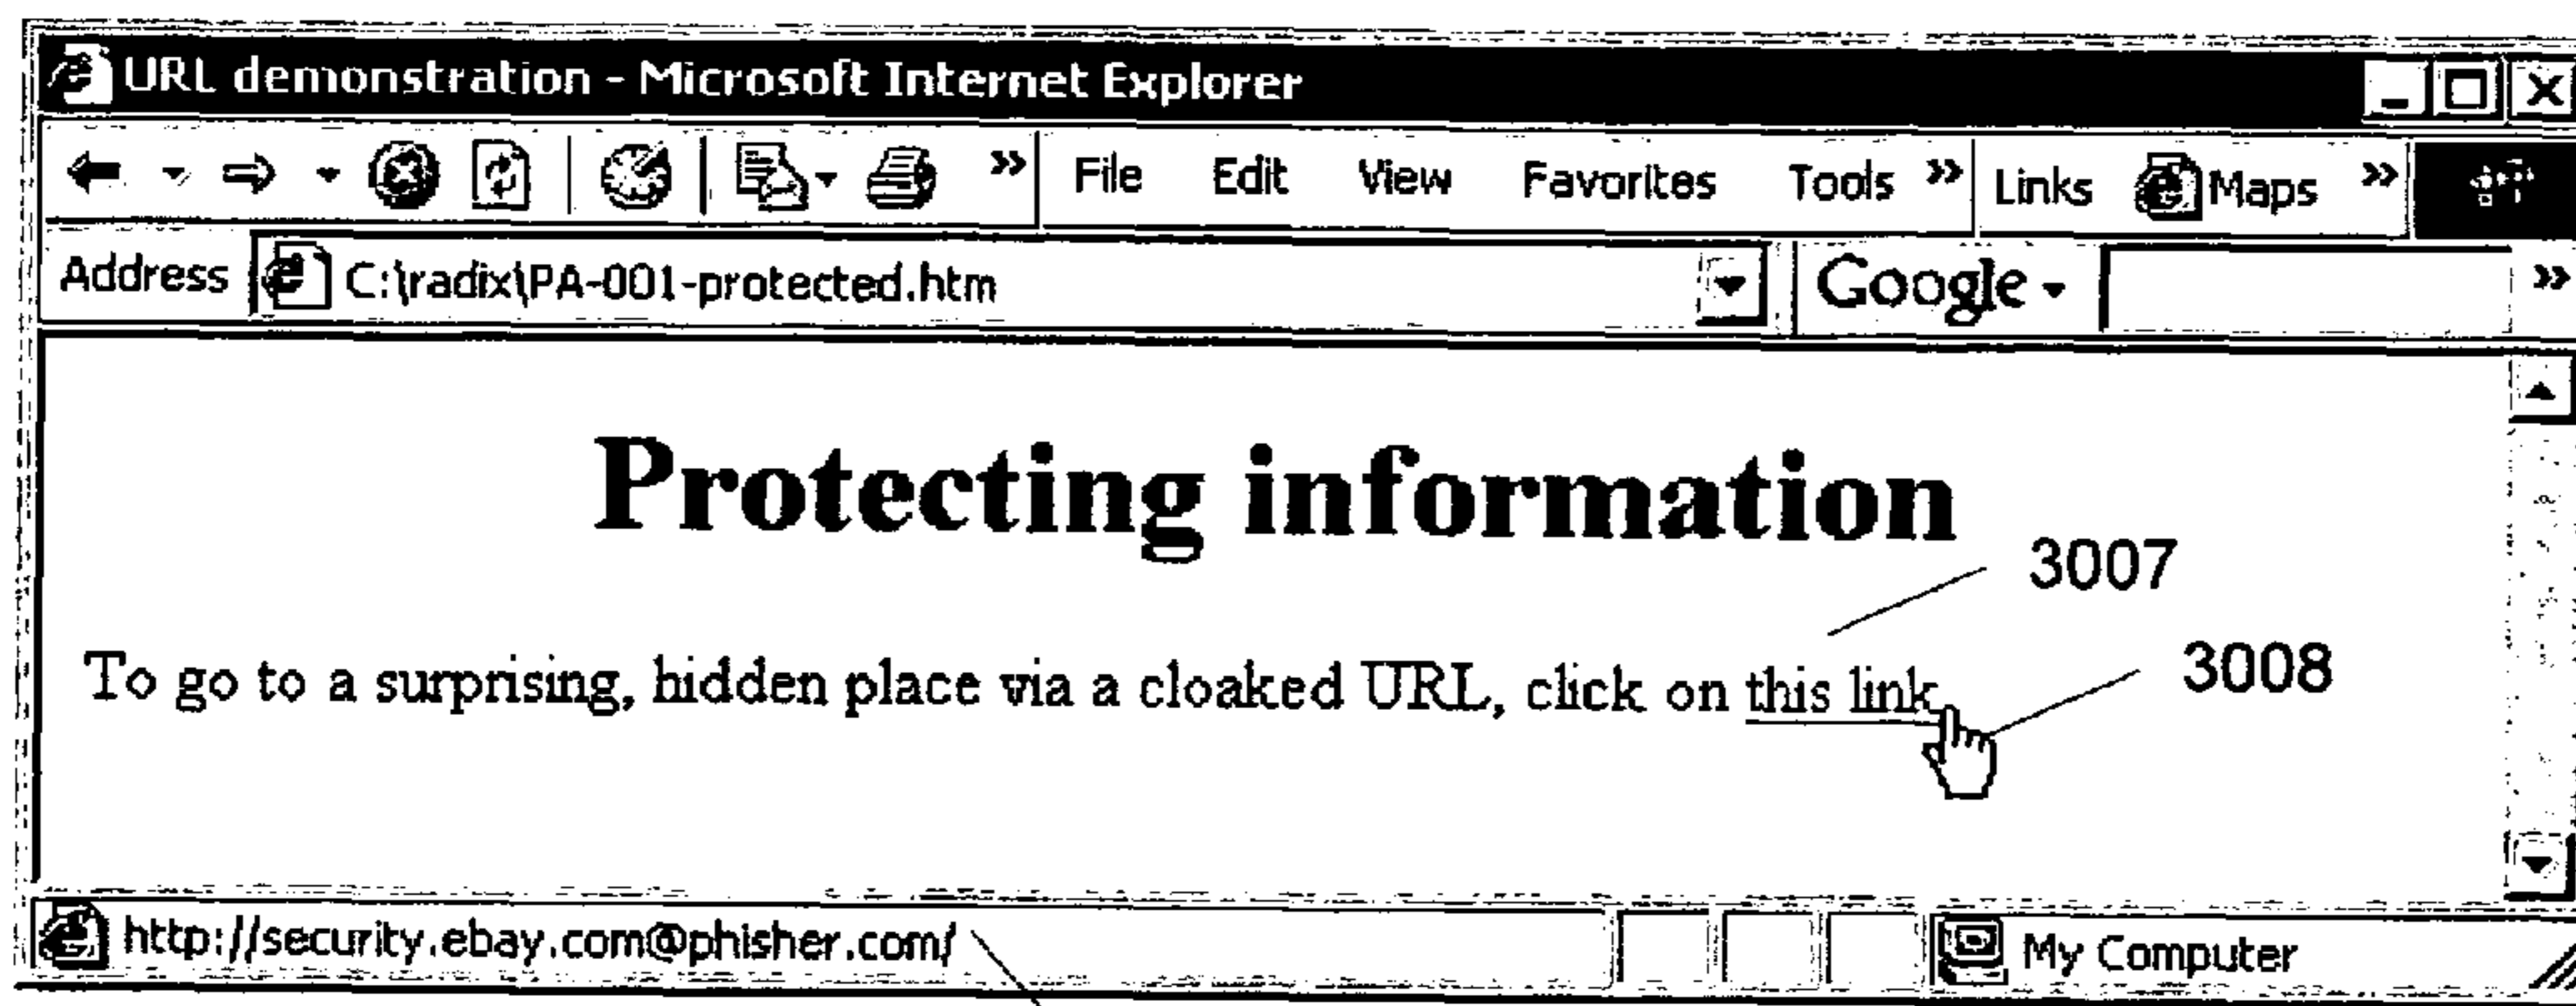 URL demonstration - Microsoft Internet Explorer
» File Edit View Favorites Tools » Links Maps »
Address C:\radix\PA-001-protected.htm Google »
Protecting information
3007
To go to a surprising, hidden place via a cloaked URL, click on this link
3008
http://security.ebay.com@phisher.com/ My Computer